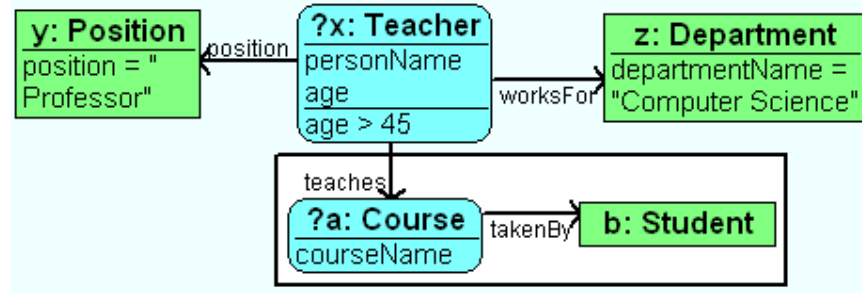 y: Position
position = "
Professor"
position
?x: Teacher
personName
age
age > 45
worksFor
z: Department
departmentName =
"Computer Science"
teaches
?a: Course
courseName
takenBy
b: Student